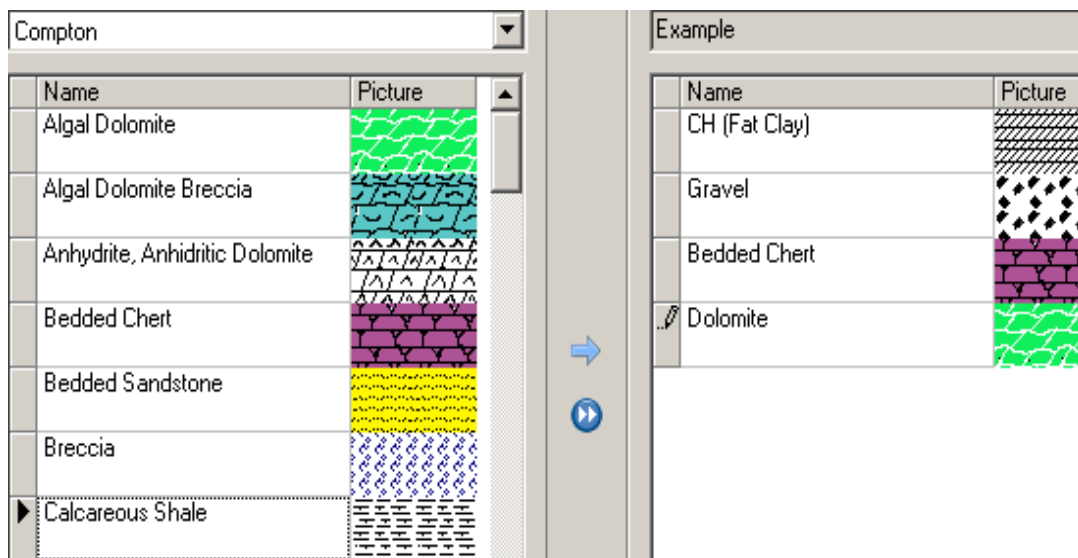 Compton
Name Picture
Algal Dolomite
Algal Dolomite Breccia
Anhydrite, Anhidritic Dolomite
Bedded Chert
Bedded Sandstone
Breccia
Calcareous Shale
Example
Name Picture
CH (Fat Clay)
Gravel
Bedded Chert
Dolomite